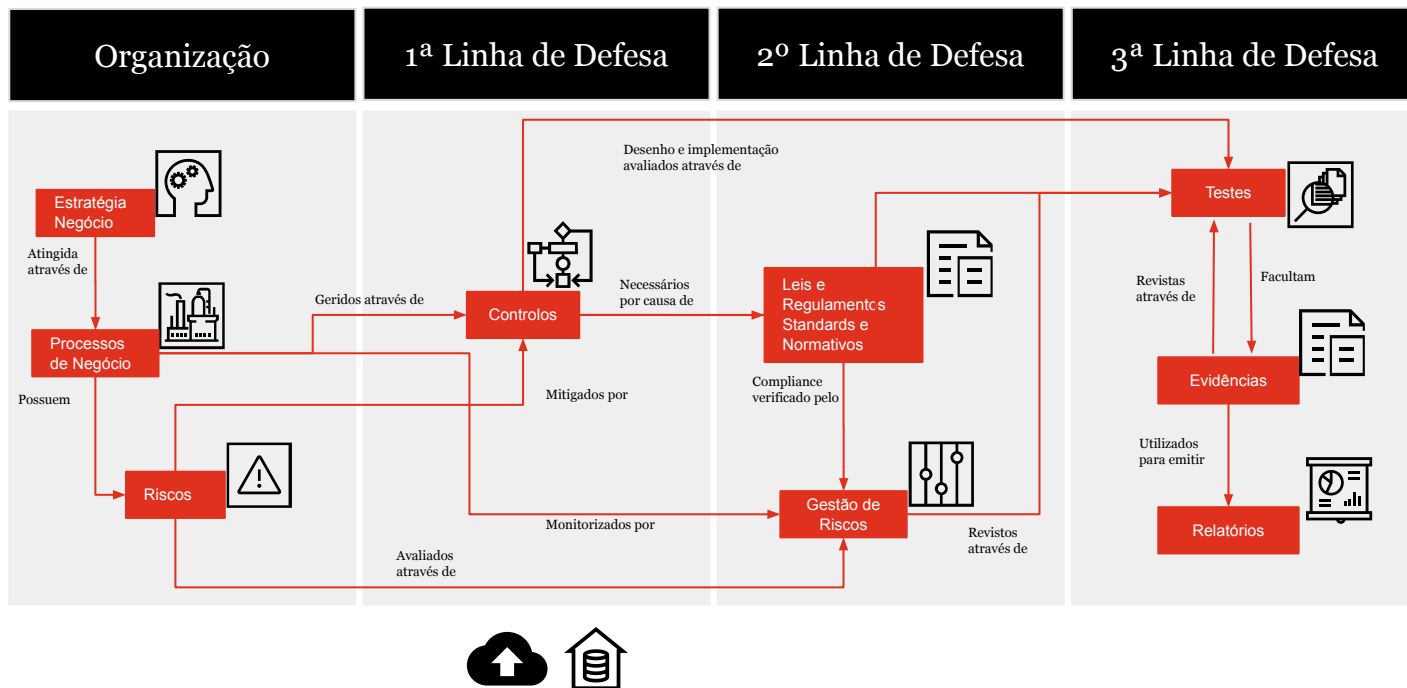 Organização
1ª Linha de Defesa
2º Linha de Defesa
3ª Linha de Defesa
Estratégia
Negócio
Atingida
através de
Processos
de Negócio
Possuem
Riscos
Geridos através de
Controlos
Mitigados por
Monitorizados por
Avaliados
através de
Desenho e implementação
avaliados através de
Necessários
por causa de
Leis e
Regulamentos
Standards e
Normativos
Compliance
verificado pelo
Gestão de
Riscos
Revistos
através de
Testes
Revistas
através de
Facultam
Evidências
Utilizados
para emitir
Relatórios